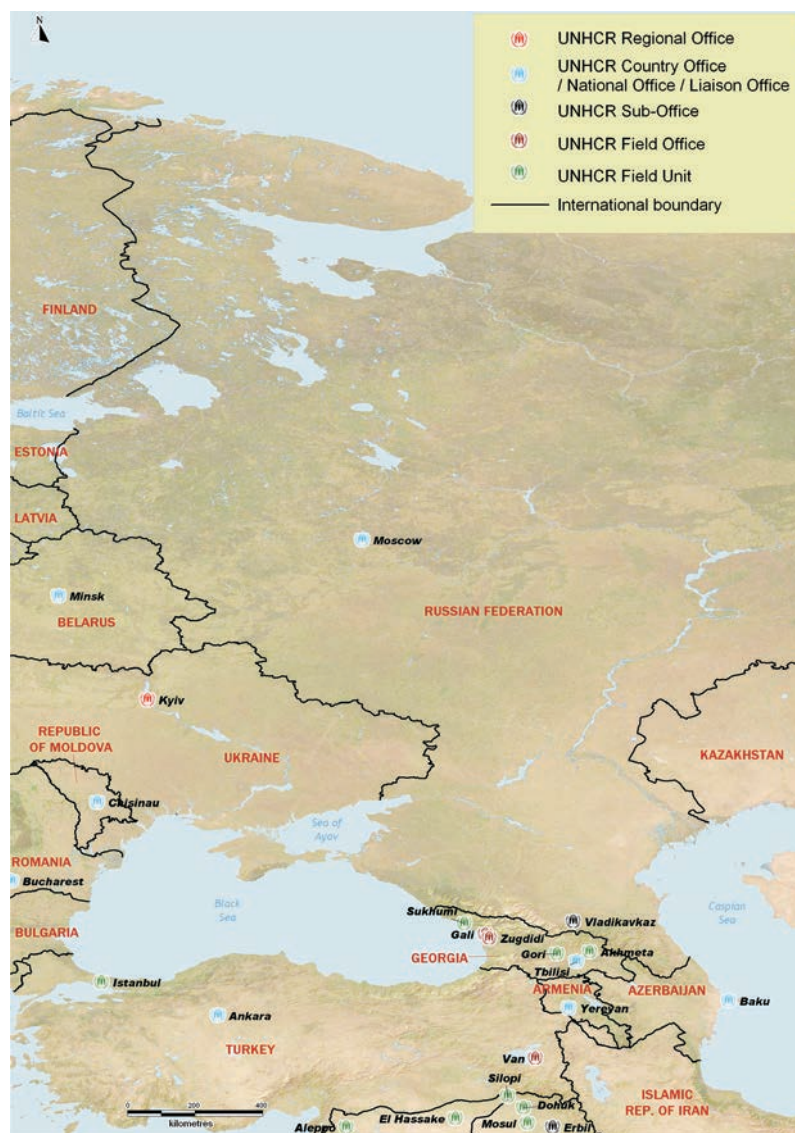 N
UNHCR Regional Office
UNHCR Country Office
/ National Office / Liaison Office
UNHCR Sub-Office
UNHCR Field Office
UNHCR Field Unit
International boundary
FINLAND
Baltic Sea
ESTONIA
LATVIA
Moscow
Minsk
BELARUS
RUSSIAN FEDERATION
Kyiv
REPUBLIC
OF MOLDOVA
UKRAINE
KAZAKHSTAN
Chisinau
Sea of
Azov
ROMANIA
Bucharest
Black
Sea
Caspian
Sea
BULGARIA
Sukhumi
Vladikavkaz
Gali
Zugdidi
GEORGIA
Gori
Akhmeta
Tbilisi
Istanbul
ARMENIA
AZERBAIJAN
Baku
Ankara
Yerevan
TURKEY
Van
Silopi
ISLAMIC
REP. OF IRAN
0 200 400
kilometres
Dohuk
El Hassake
Aleppo
Mosul
Erbil